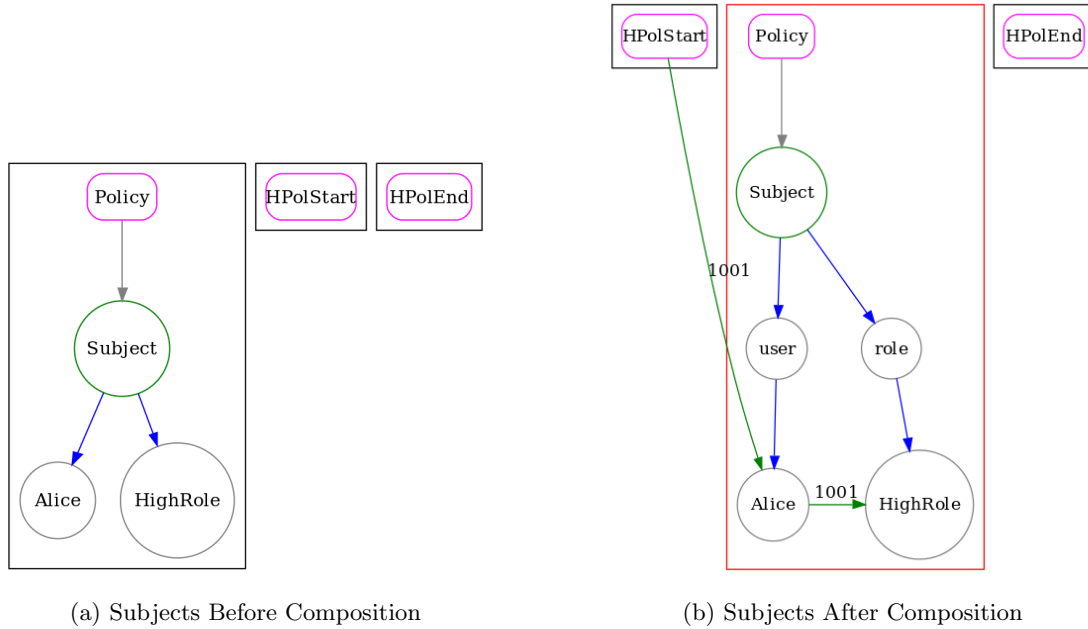 Policy
HPolStart
HPolEnd
Subject
Alice
HighRole
(a) Subjects Before Composition
HPolStart
Policy
HPolEnd
Subject
1001
user
role
Alice
1001
HighRole
(b) Subjects After Composition